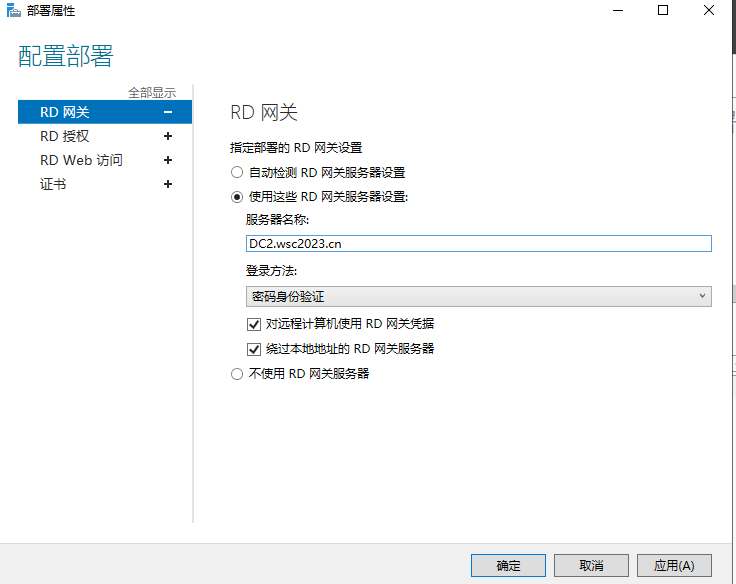 部署属性
配置部署
全部显示
RD 网关
RD 授权
RD Web 访问
证书
RD 网关
指定部署的 RD 网关设置
自动检测 RD 网关服务器设置
使用这些 RD 网关服务器设置:
服务器名称:
DC2.wsc2023.cn
登录方法:
密码身份验证
对远程计算机使用 RD 网关凭据
绕过本地地址的 RD 网关服务器
不使用 RD 网关服务器
确定 取消 应用(A)